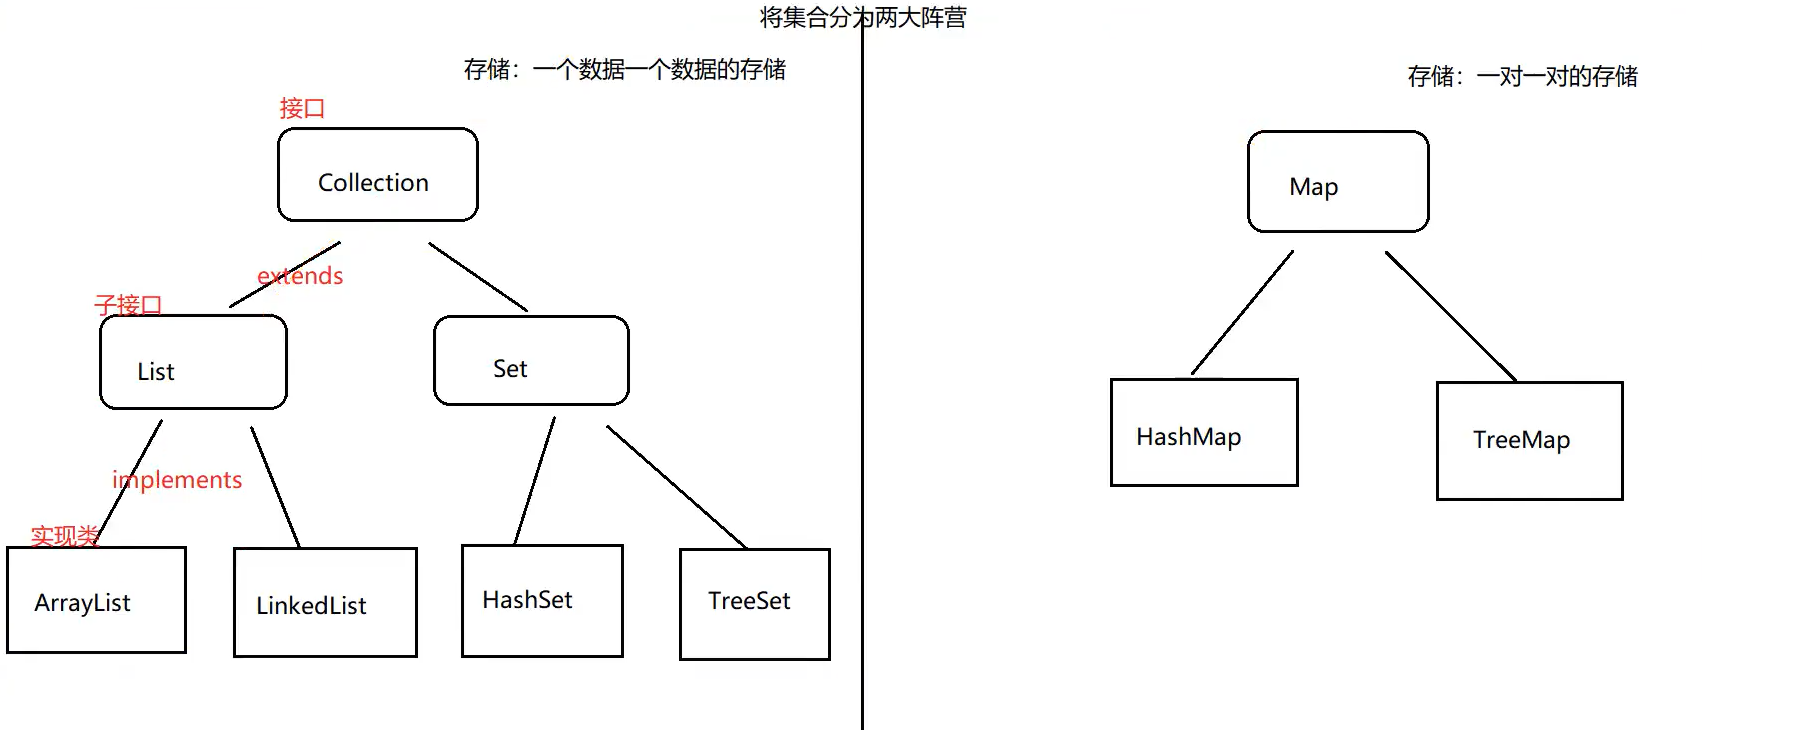 将集合分为两大阵营
存储：一个数据一个数据的存储
存储：一对一对的存储
接口
Collection
Map
extends
子接口
List
Set
HashMap
TreeMap
implements
实现类
ArrayList
LinkedList
HashSet
TreeSet